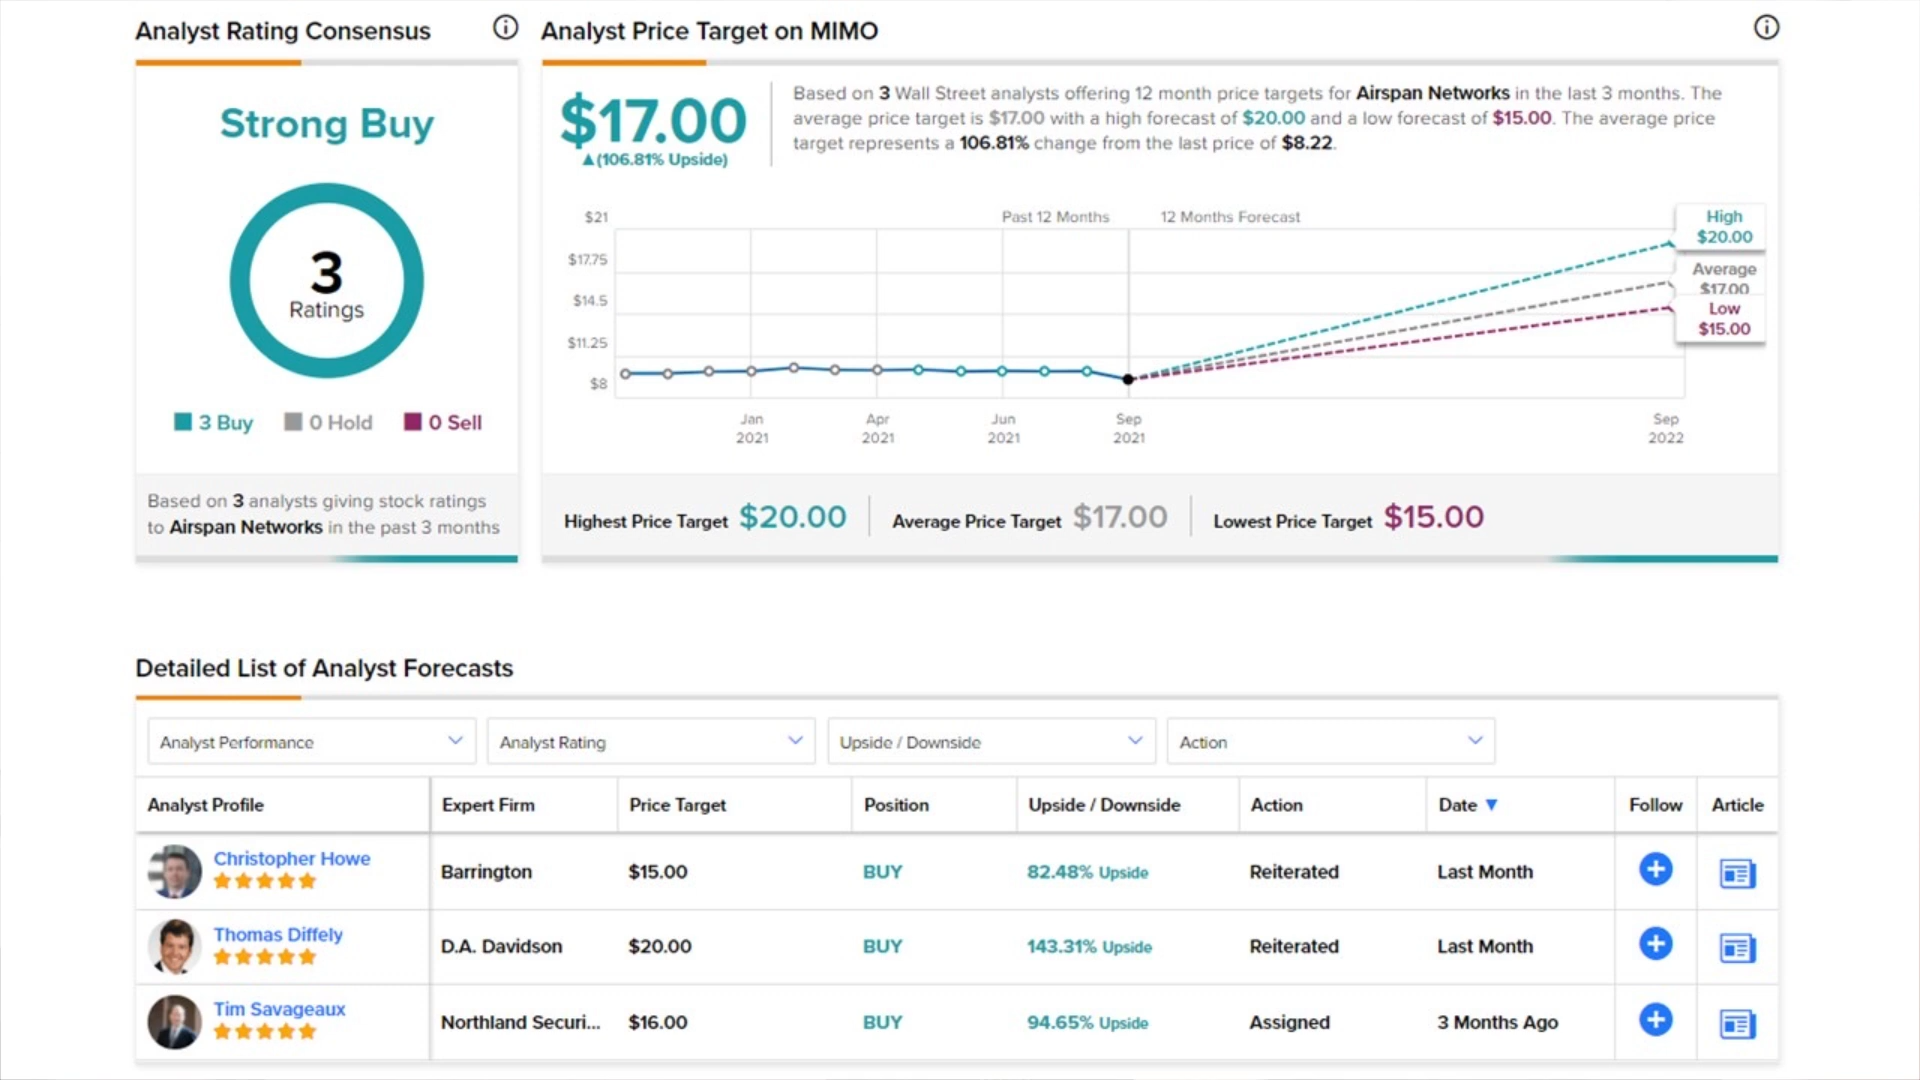 Analyst Rating Consensus
Strong Buy
3
Ratings
3 Buy 0 Hold 0 Sell
Based on 3 analysts giving stock ratings
to Airspan Networks in the past 3 months
Analyst Price Target on MIMO
$17.00
▲(106.81% Upside)
Based on 3 Wall Street analysts offering 12 month price targets for Airspan Networks in the last 3 months. The
average price target is $17.00 with a high forecast of $20.00 and a low forecast of $15.00. The average price
target represents a 106.81% change from the last price of $8.22.
Past 12 Months 12 Months Forecast
$21
$17.75
$14.5
$11.25
$8
High
$20.00
Average
$17.00
Low
$15.00
Jan Apr Jun Sep Sep
2021 2021 2021 2021 2022
Highest Price Target $20.00 Average Price Target $17.00 Lowest Price Target $15.00
Detailed List of Analyst Forecasts
Analyst Performance Analyst Rating Upside / Downside Action
Analyst Profile Expert Firm Price Target Position Upside / Downside Action Date ▼ Follow Article
Christopher Howe Barrington $15.00 BUY 82.48% Upside Reiterated Last Month
Thomas Diffely D.A. Davidson $20.00 BUY 143.31% Upside Reiterated Last Month
Tim Savageaux Northland Securi... $16.00 BUY 94.65% Upside Assigned 3 Months Ago